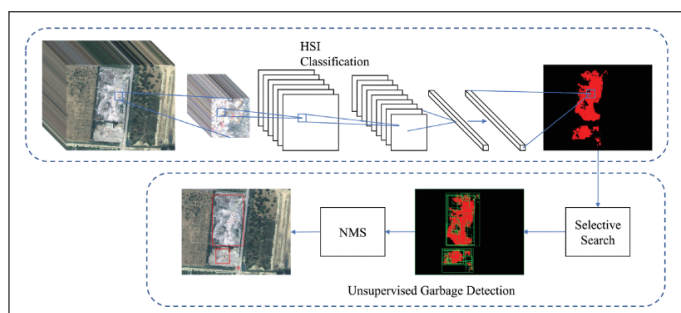 HSI
Classification
NMS
Selective
Search
Unsupervised Garbage Detection